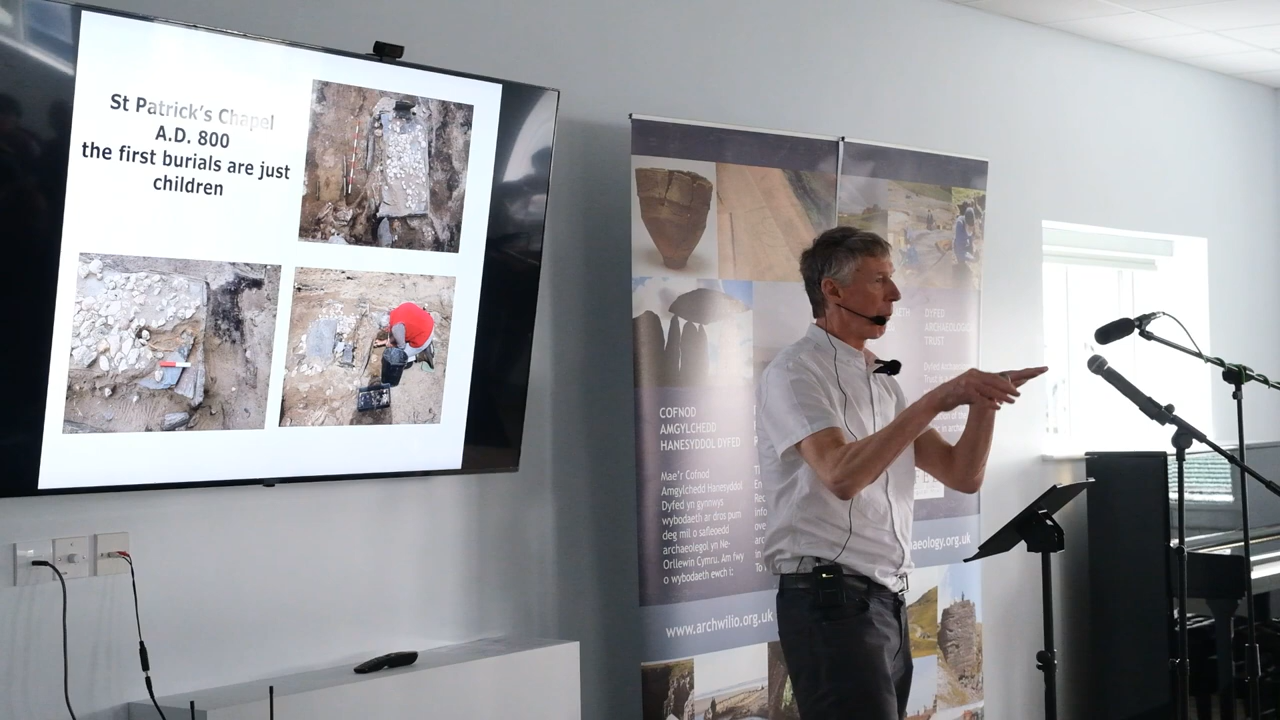 St Patrick's Chapel
A.D. 800
the first burials are just
children
COFNOD
AMGYLCHEDD
HANESYDDOL DYFED
Mae'r Cofnod
Amgylchedd Hanesyddol
Dyfed yn gynnwys
wybodaeth ar dros pum
deg mil o safleoedd
archaeolegol yn Ne-
Orllewin Cymru. Am fwy
o wybodaeth ewch i:
www.archwilio.org.uk
DYFED
ARCHAEOLOGICAL
TRUST
aeology.org.uk